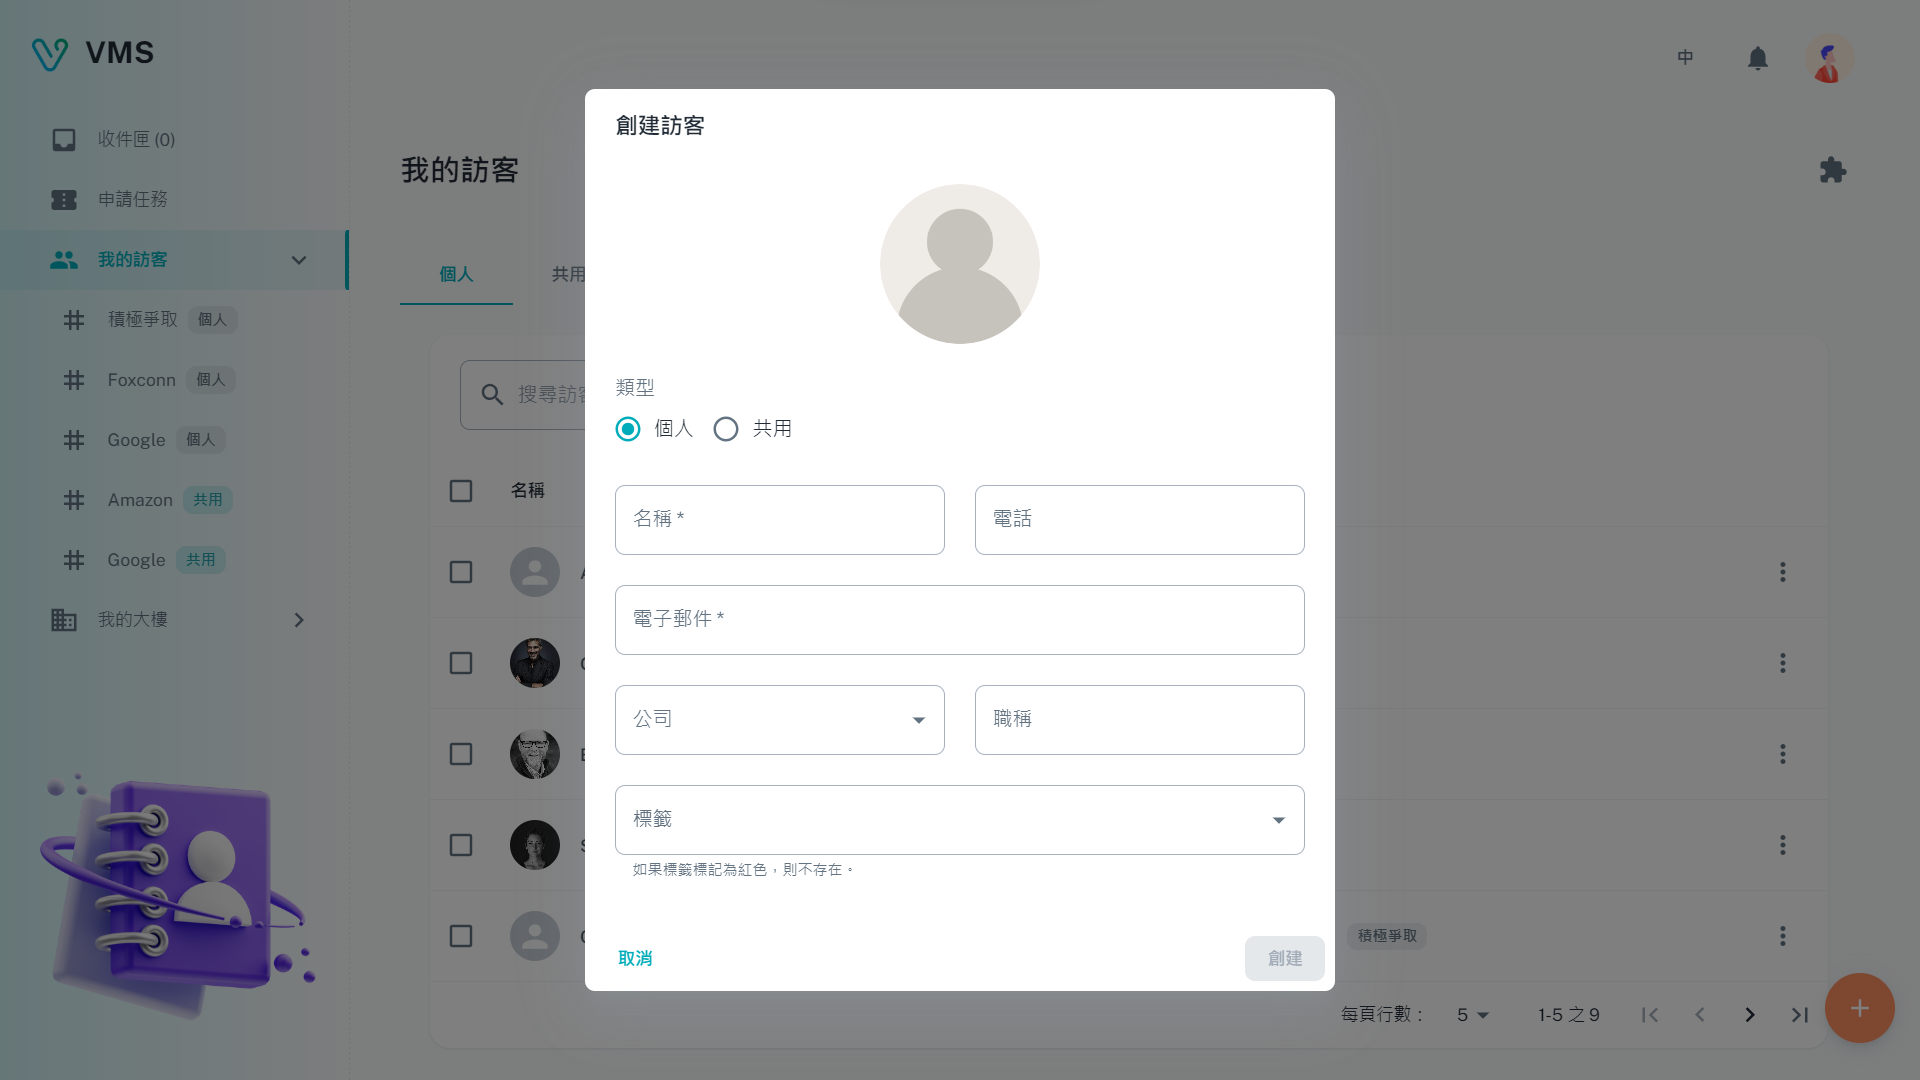 VMS
中
收件匣 (0)
申請任務
我的訪客
積極爭取 個人
Foxconn 個人
Google 個人
Amazon 共用
Google 共用
我的大樓
我的訪客
個人
共用
搜尋訪
名稱
創建訪客
類型
個人 共用
名稱 *
電話
電子郵件 *
公司
職稱
標籤
如果標籤標記為紅色，則不存在。
取消
創建
積極爭取
每頁行數：
5
1-5 之 9